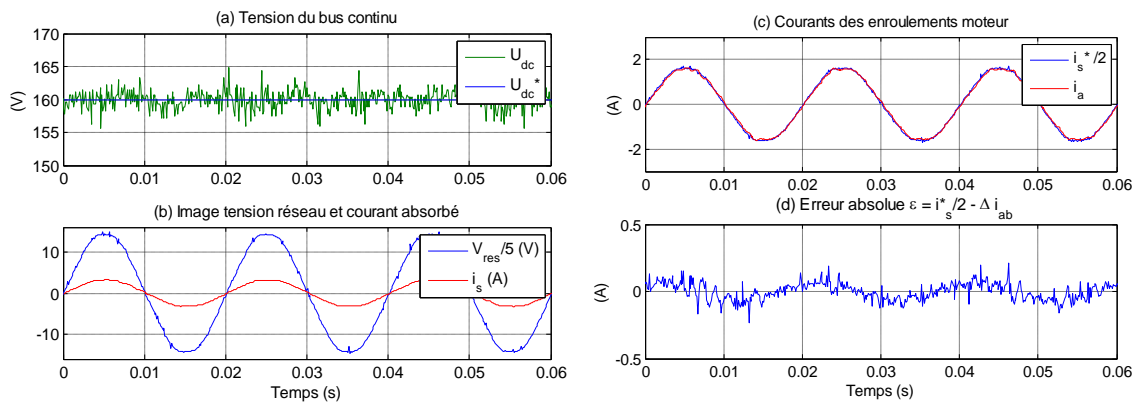 (a) Tension du bus continu
170
165
160
155
150
(V)
U_dc
U_dc*
0 0.01 0.02 0.03 0.04 0.05 0.06
(b) Image tension réseau et courant absorbé
10
0
-10
V_res/5 (V)
i_s (A)
0 0.01 0.02 0.03 0.04 0.05 0.06
Temps (s)
(c) Courants des enroulements moteur
2
0
-2
(A)
i_s*/2
i_a
0 0.01 0.02 0.03 0.04 0.05 0.06
(d) Erreur absolue ε = i*_s/2 - Δ i_ab
0.5
0
-0.5
(A)
0 0.01 0.02 0.03 0.04 0.05 0.06
Temps (s)